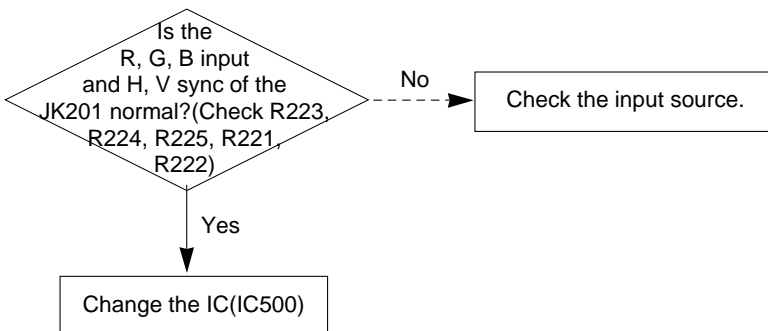 Is the
R, G, B input
and H, V sync of the
JK201 normal?(Check R223,
R224, R225, R221,
R222)
No
Check the input source.
Yes
Change the IC(IC500)